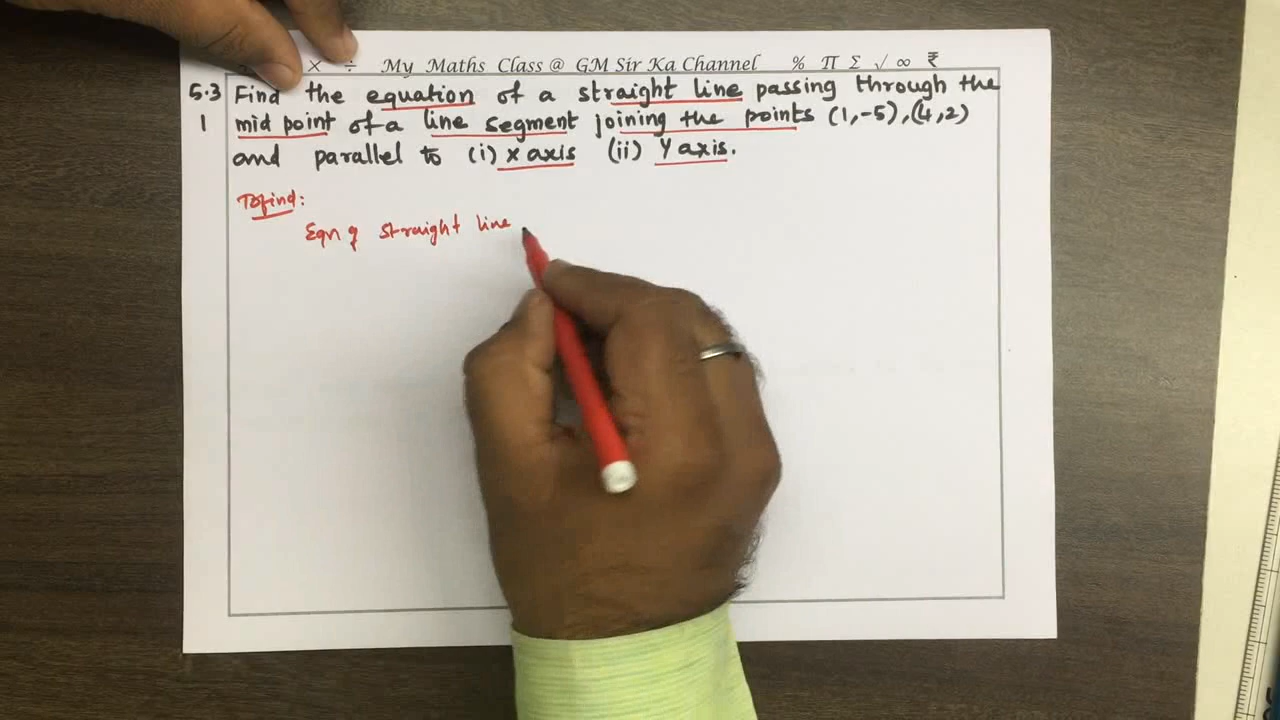 × ÷ My Maths Class @ GM Sir Ka Channel % Π Σ √ ∞ ₹
5.3 Find the equation of a straight line passing through the
1 mid point of a line segment joining the points (1,-5),(4,2)
and parallel to (i) X axis (ii) Y axis.
To find:
Eqn of straight line